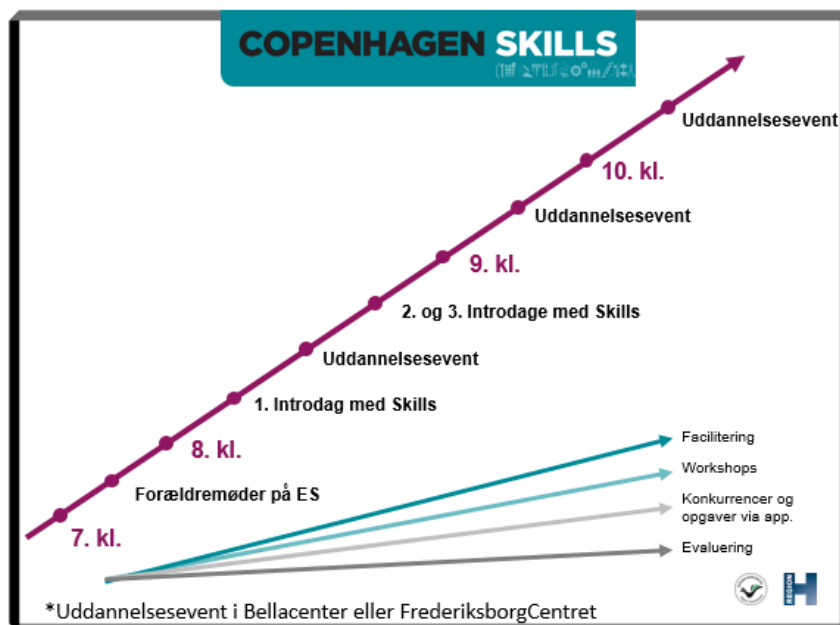 COPENHAGEN SKILLS
Uddannelsesevent
10. kl.
Uddannelsesevent
9. kl.
2. og 3. Introdage med Skills
Uddannelsesevent
1. Introdag med Skills
8. kl.
Forældremøder på ES
7. kl.
Facilitering
Workshops
Konkurrencer og
opgaver via app.
Evaluering
REGION
H
*Uddannelsesevent i Bellacenter eller FrederiksborgCentret